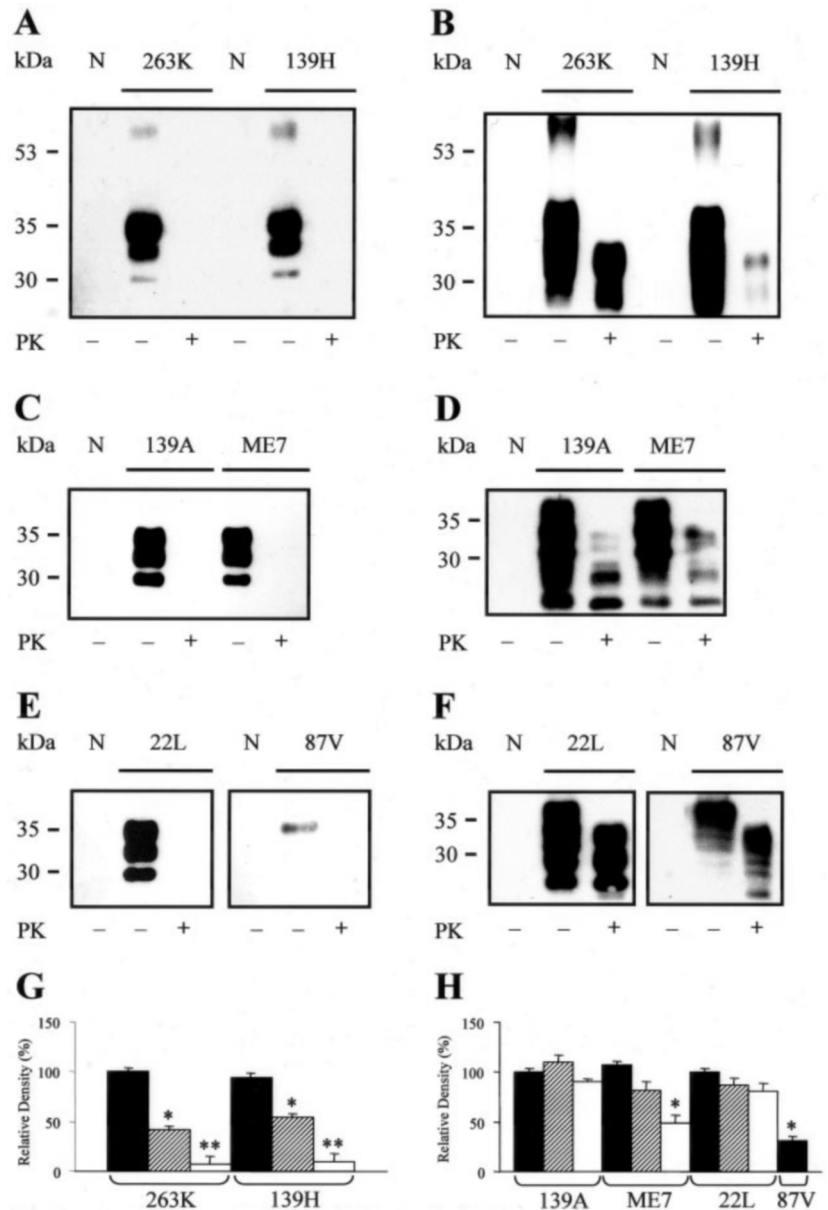 A
kDa N 263K N 139H
53
35
30
PK – – + – – +
B
kDa N 263K N 139H
53
35
30
PK – – + – – +
C
kDa N 139A ME7
35
30
PK – – + – +
D
kDa N 139A ME7
35
30
PK – – + – +
E
kDa N 22L N 87V
35
30
PK – – + – – +
F
kDa N 22L N 87V
35
30
PK – – + – – +
G
Relative Density (%)
150
100
50
0
* ** * **
263K 139H
H
Relative Density (%)
150
100
50
0
* *
139A ME7 22L 87V